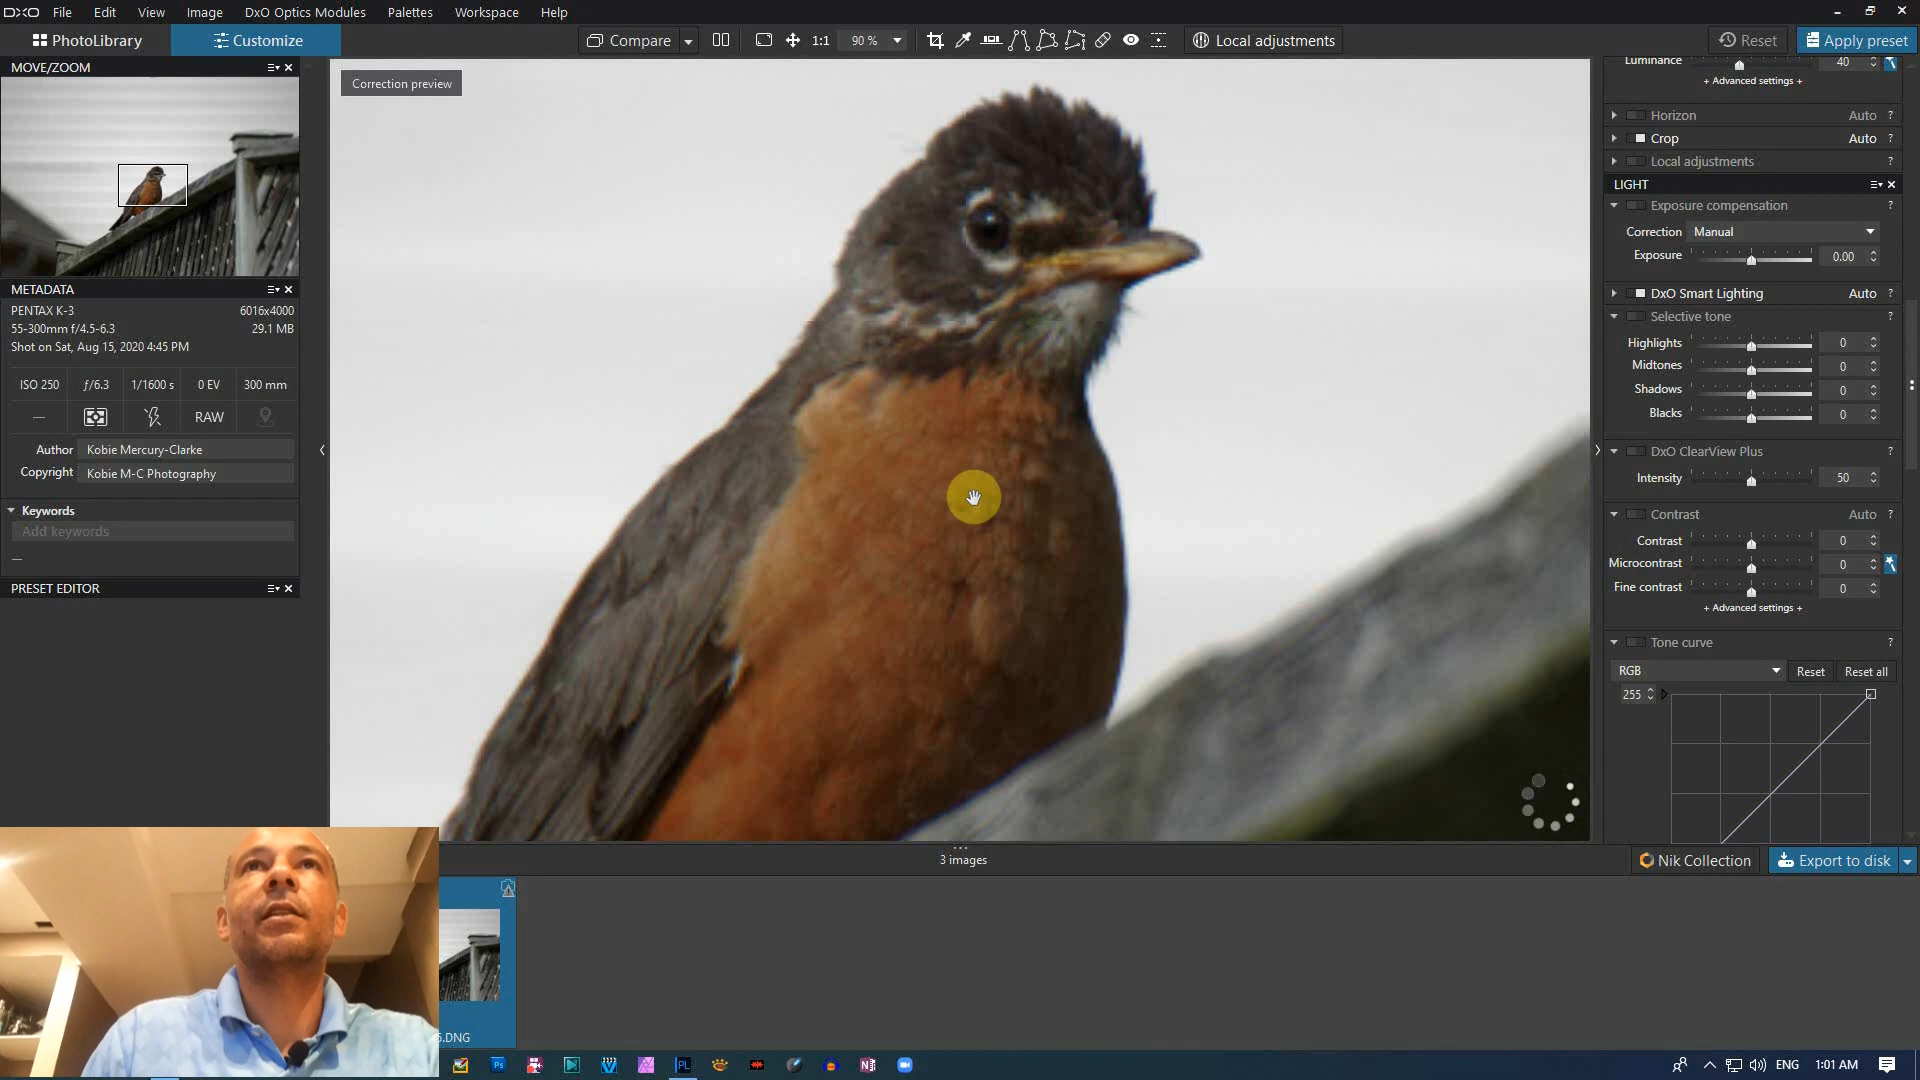 DXO File Edit View Image DxO Optics Modules Palettes Workspace Help
PhotoLibrary Customize Compare 1:1 90 % Local adjustments Reset Apply preset
MOVE/ZOOM
Correction preview
METADATA
PENTAX K-3 6016x4000
55-300mm f/4.5-6.3 29.1 MB
Shot on Sat, Aug 15, 2020 4:45 PM
ISO 250 ƒ/6.3 1/1600 s 0 EV 300 mm
— RAW
Author Kobie Mercury-Clarke
Copyright Kobie M-C Photography
Keywords
Add keywords
—
PRESET EDITOR
Luminance 40
+ Advanced settings +
Horizon Auto ?
Crop Auto ?
Local adjustments ?
LIGHT
Exposure compensation ?
Correction Manual
Exposure 0.00
DxO Smart Lighting Auto ?
Selective tone ?
Highlights 0
Midtones 0
Shadows 0
Blacks 0
DxO ClearView Plus ?
Intensity 50
Contrast Auto ?
Contrast 0
Microcontrast 0
Fine contrast 0
+ Advanced settings +
Tone curve ?
RGB Reset Reset all
255
3 images
Nik Collection Export to disk
.DNG
Ps PL N
ENG 1:01 AM